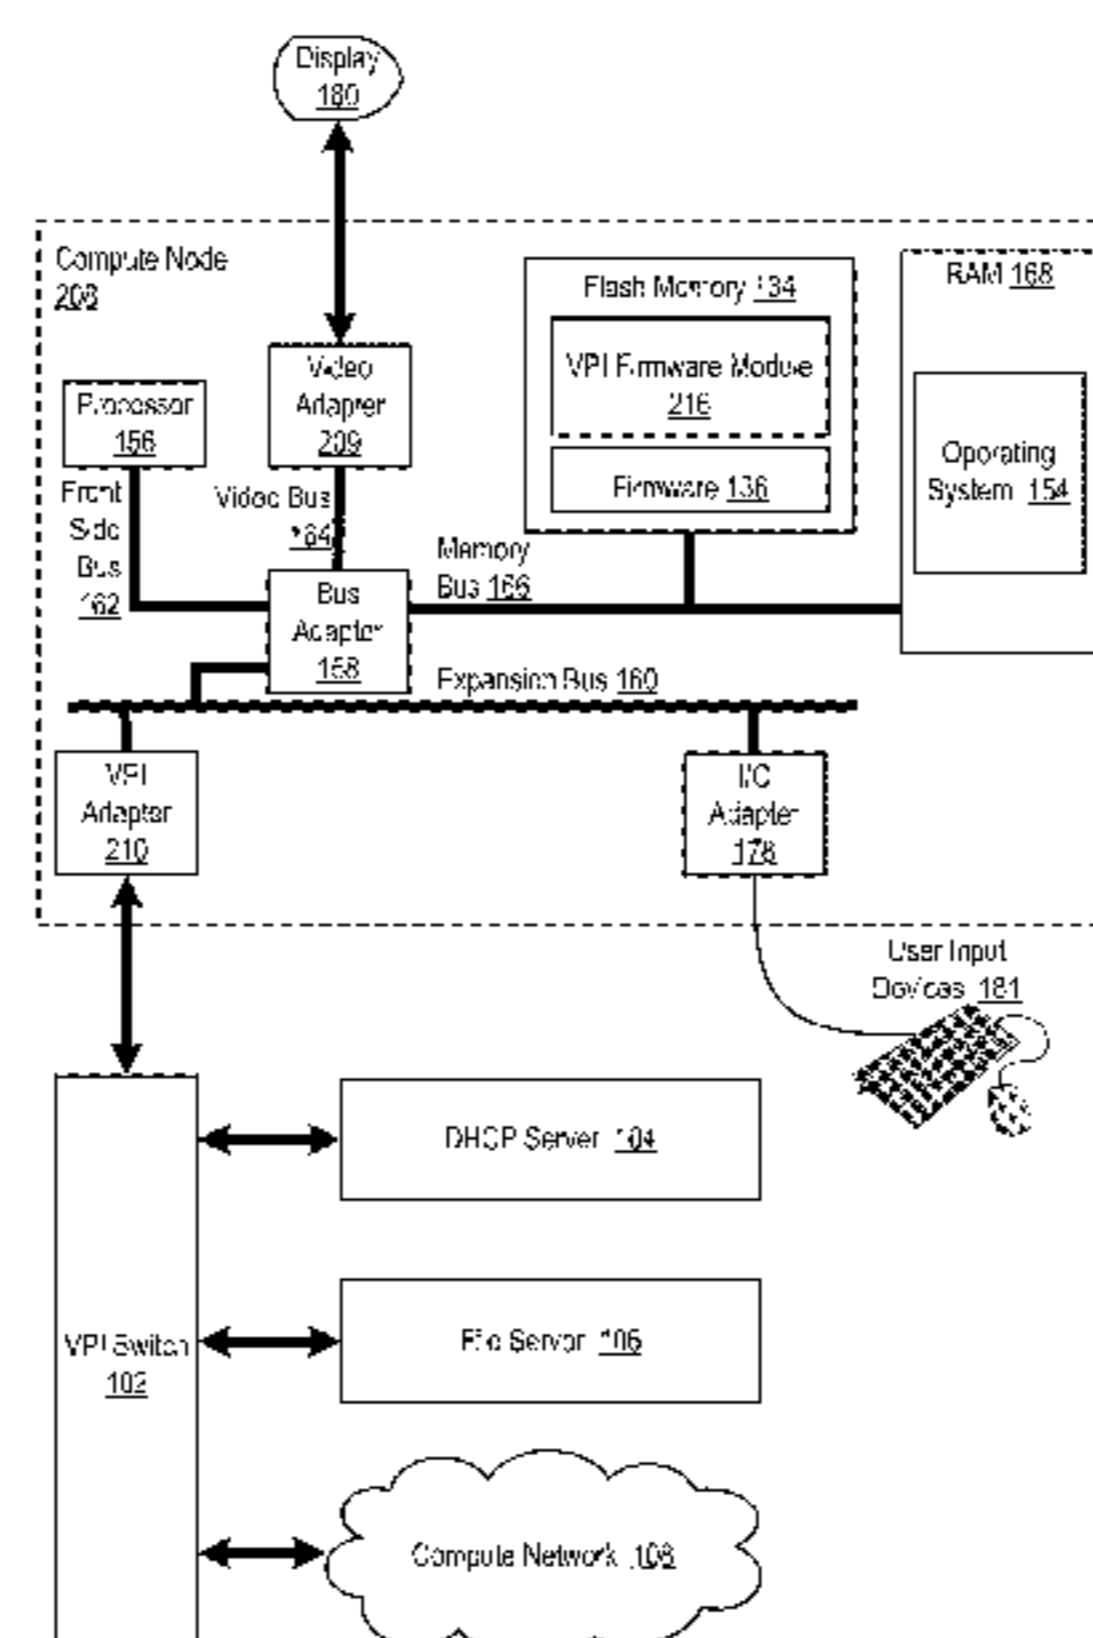 Display
180
Compute Node
208
Flash Memory 134
RAM 168
VPI Firmware Module
216
Firmware 136
Operating
System 154
Video
Adapter
209
Processor
156
Front
Side
Bus
162
Video Bus
164
Memory
Bus 166
Bus
Adapter
158
Expansion Bus 160
VPI
Adapter
210
I/O
Adapter
178
User Input
Devices 181
DHCP Server 104
VPI Switch
102
File Server 106
Compute Network 108